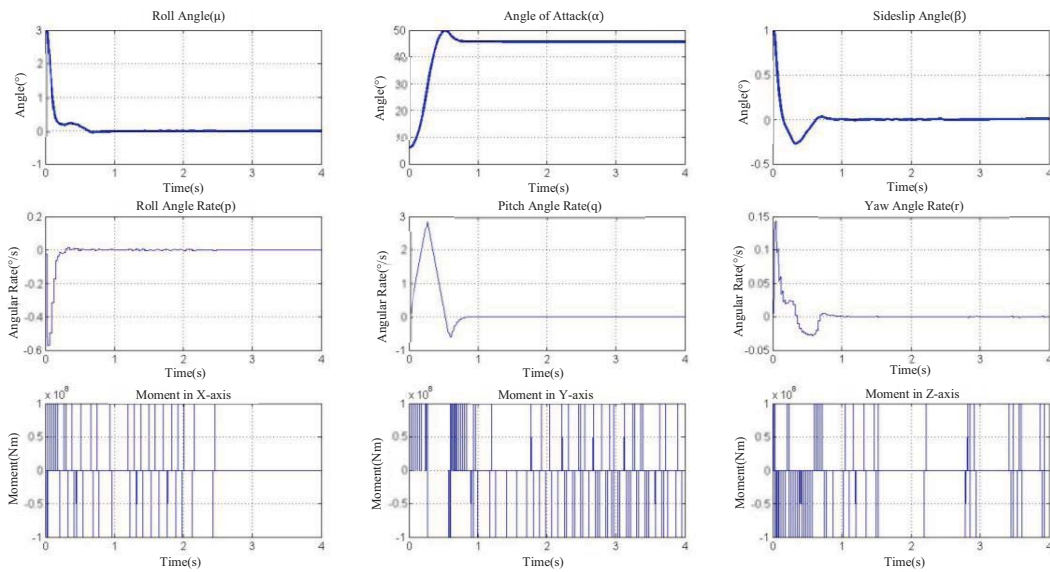 Roll Angle(μ)
Angle of Attack(α)
Sideslip Angle(β)
Angle(°)
3
2
1
0
-1
0 1 2 3 4
Time(s)
Angle(°)
50
40
30
20
10
0
0 1 2 3 4
Time(s)
Angle(°)
1
0.5
0
-0.5
0 1 2 3 4
Time(s)
Roll Angle Rate(p)
Pitch Angle Rate(q)
Yaw Angle Rate(r)
Angular Rate(°/s)
0.2
0
-0.2
-0.4
-0.6
0 1 2 3 4
Time(s)
Angular Rate(°/s)
3
2
1
0
-1
0 1 2 3 4
Time(s)
Angular Rate(°/s)
0.15
0.1
0.05
0
-0.05
0 1 2 3 4
Time(s)
Moment in X-axis
Moment in Y-axis
Moment in Z-axis
Moment(Nm)
× 10⁸
1
0.5
0
-0.5
-1
0 1 2 3 4
Time(s)
Moment(Nm)
× 10⁸
1
0.5
0
-0.5
-1
0 1 2 3 4
Time(s)
Moment(Nm)
× 10⁸
1
0.5
0
-0.5
-1
0 1 2 3 4
Time(s)